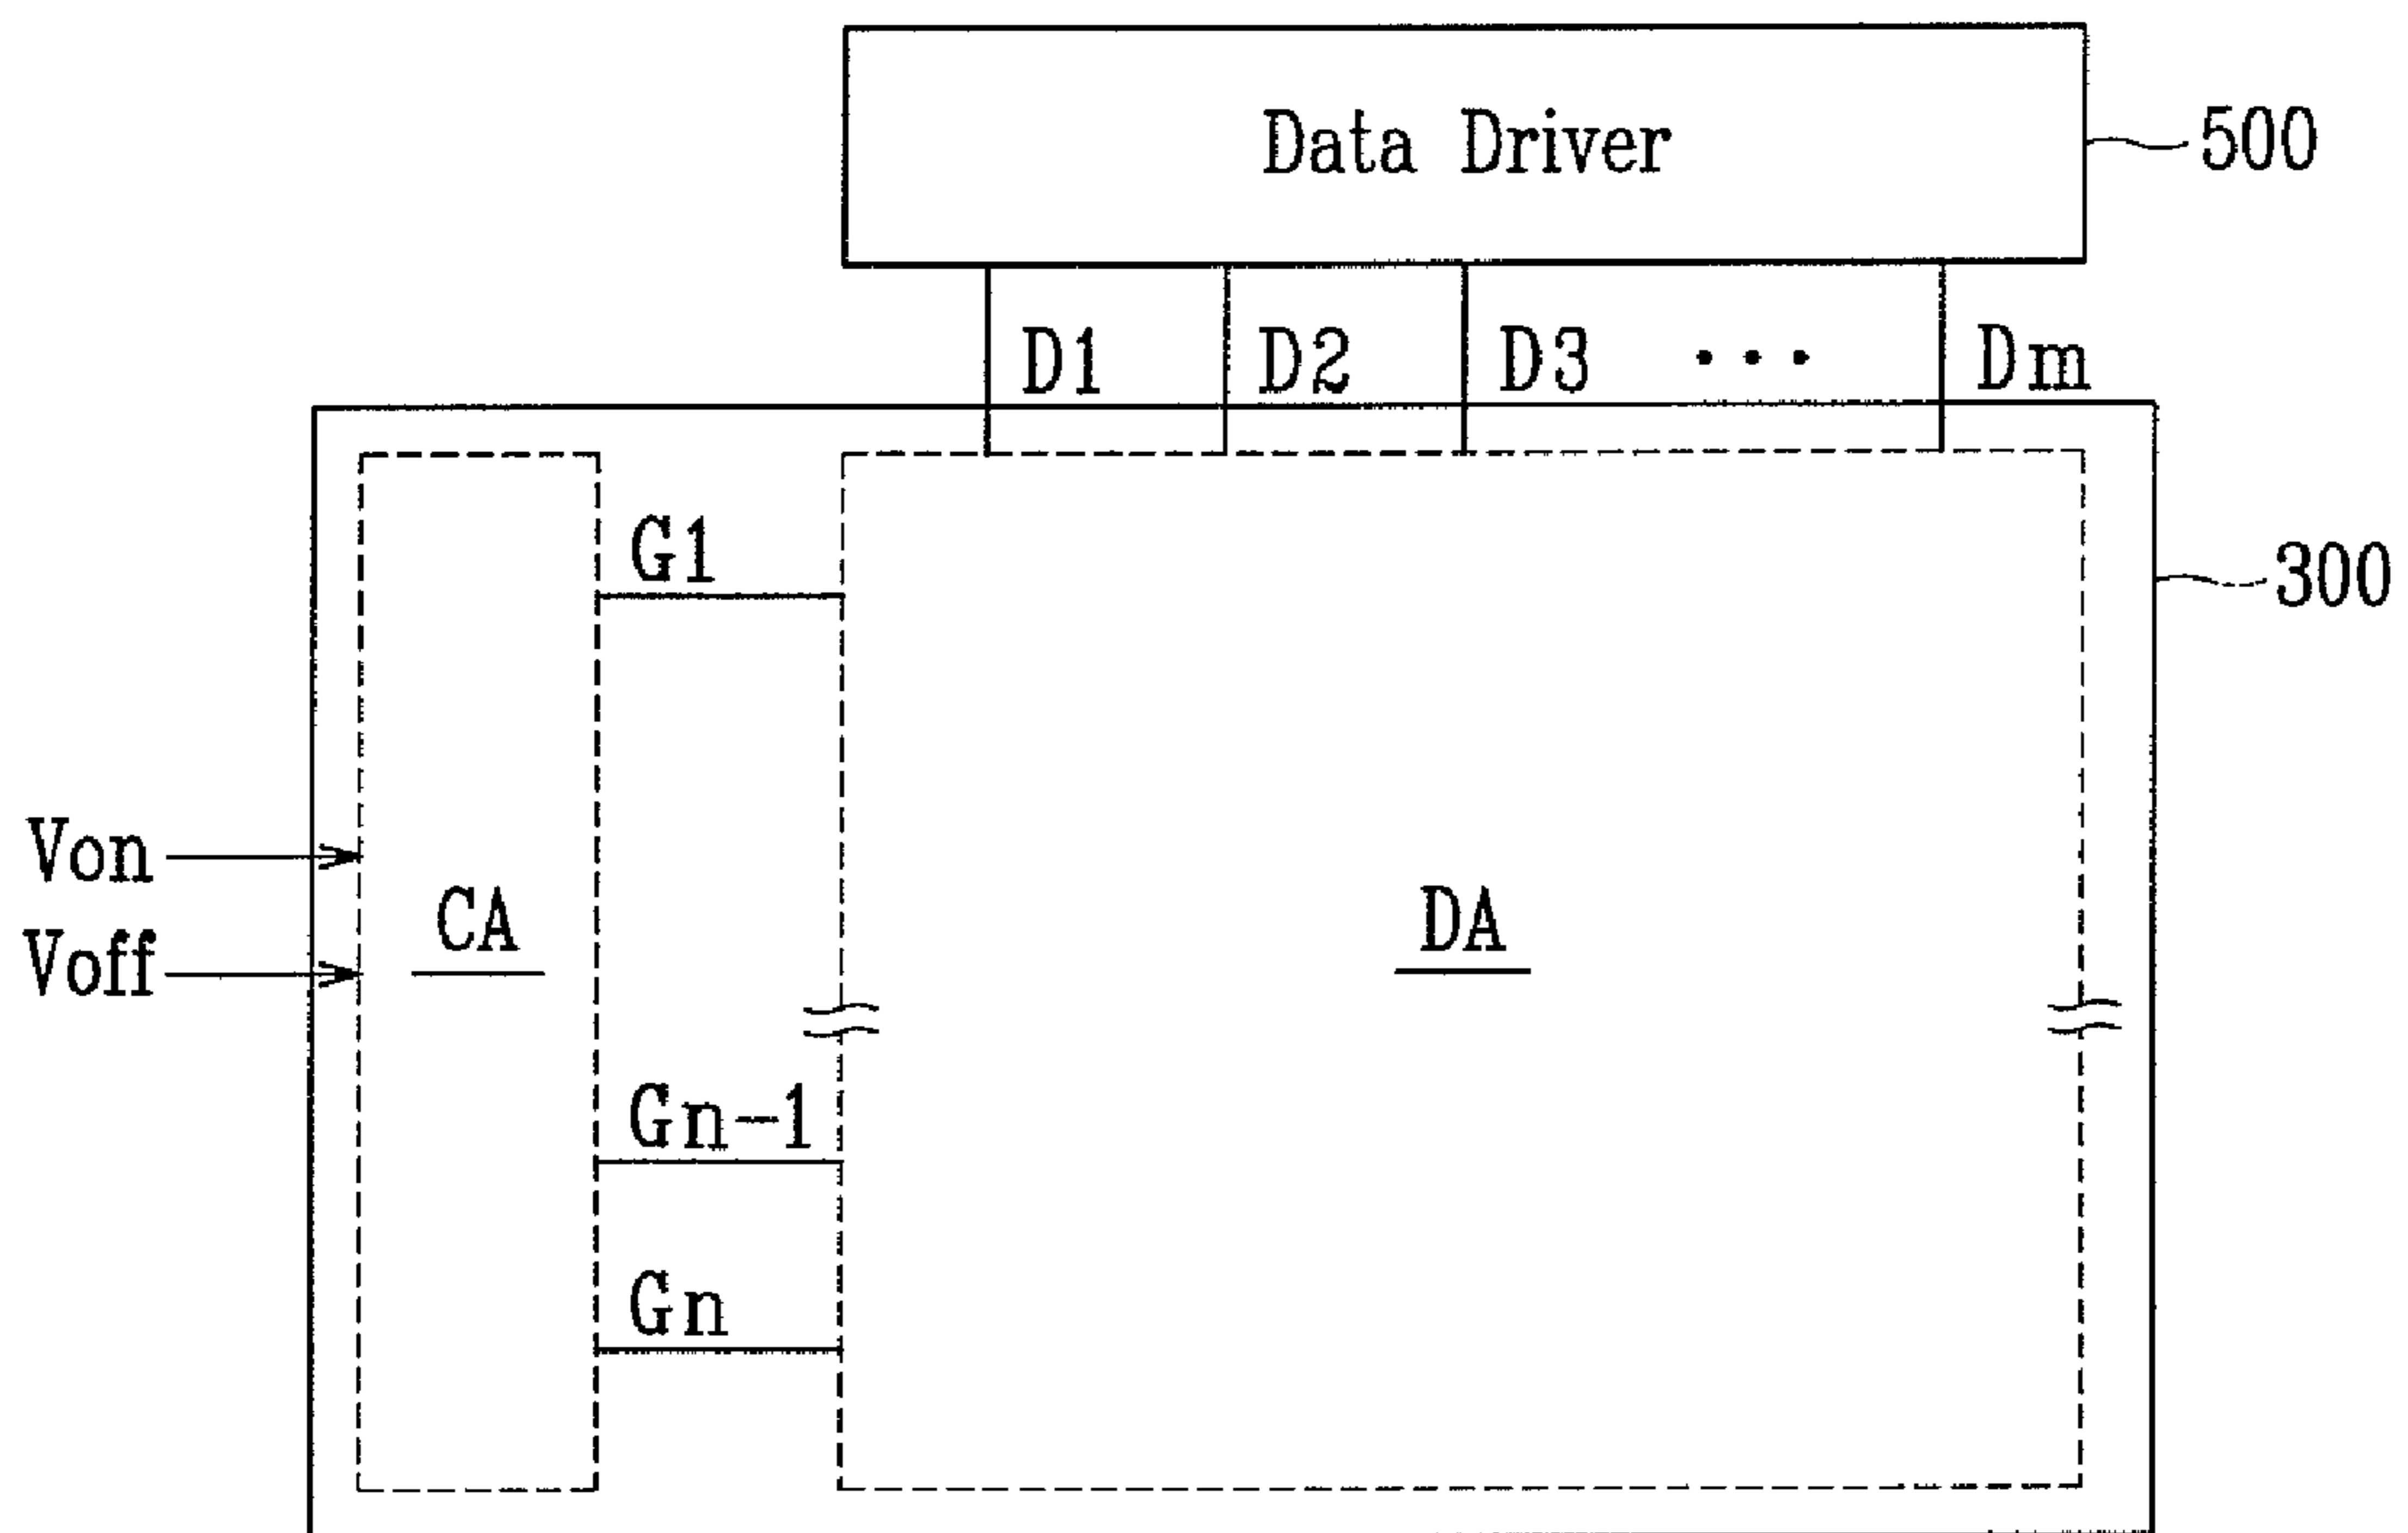 Data Driver
500
D1 D2 D3 ... Dm
G1
300
Von
Voff
CA
DA
Gn-1
Gn